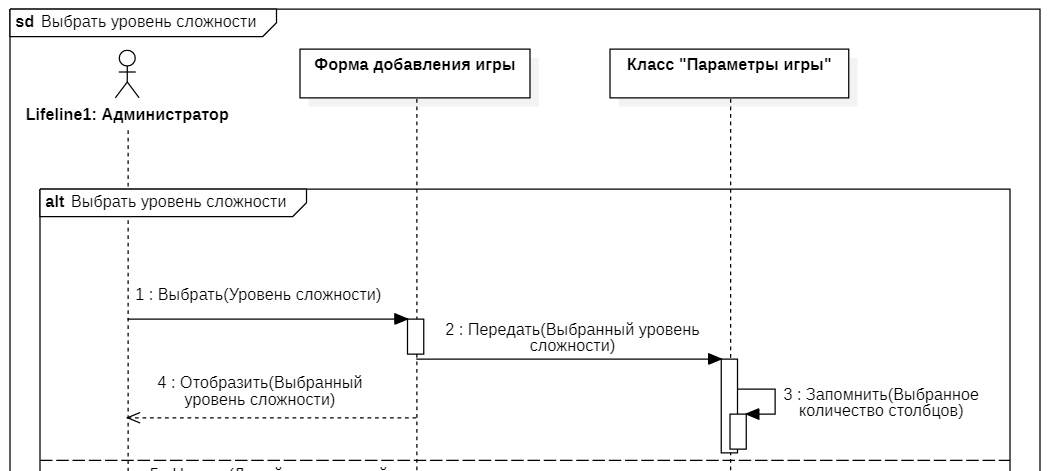 sd Выбрать уровень сложности
Форма добавления игры
Класс "Параметры игры"
Lifeline1: Администратор
alt Выбрать уровень сложности
1 : Выбрать(Уровень сложности)
2 : Передать(Выбранный уровень
сложности)
4 : Отобразить(Выбранный
уровень сложности)
3 : Запомнить(Выбранное
количество столбцов)